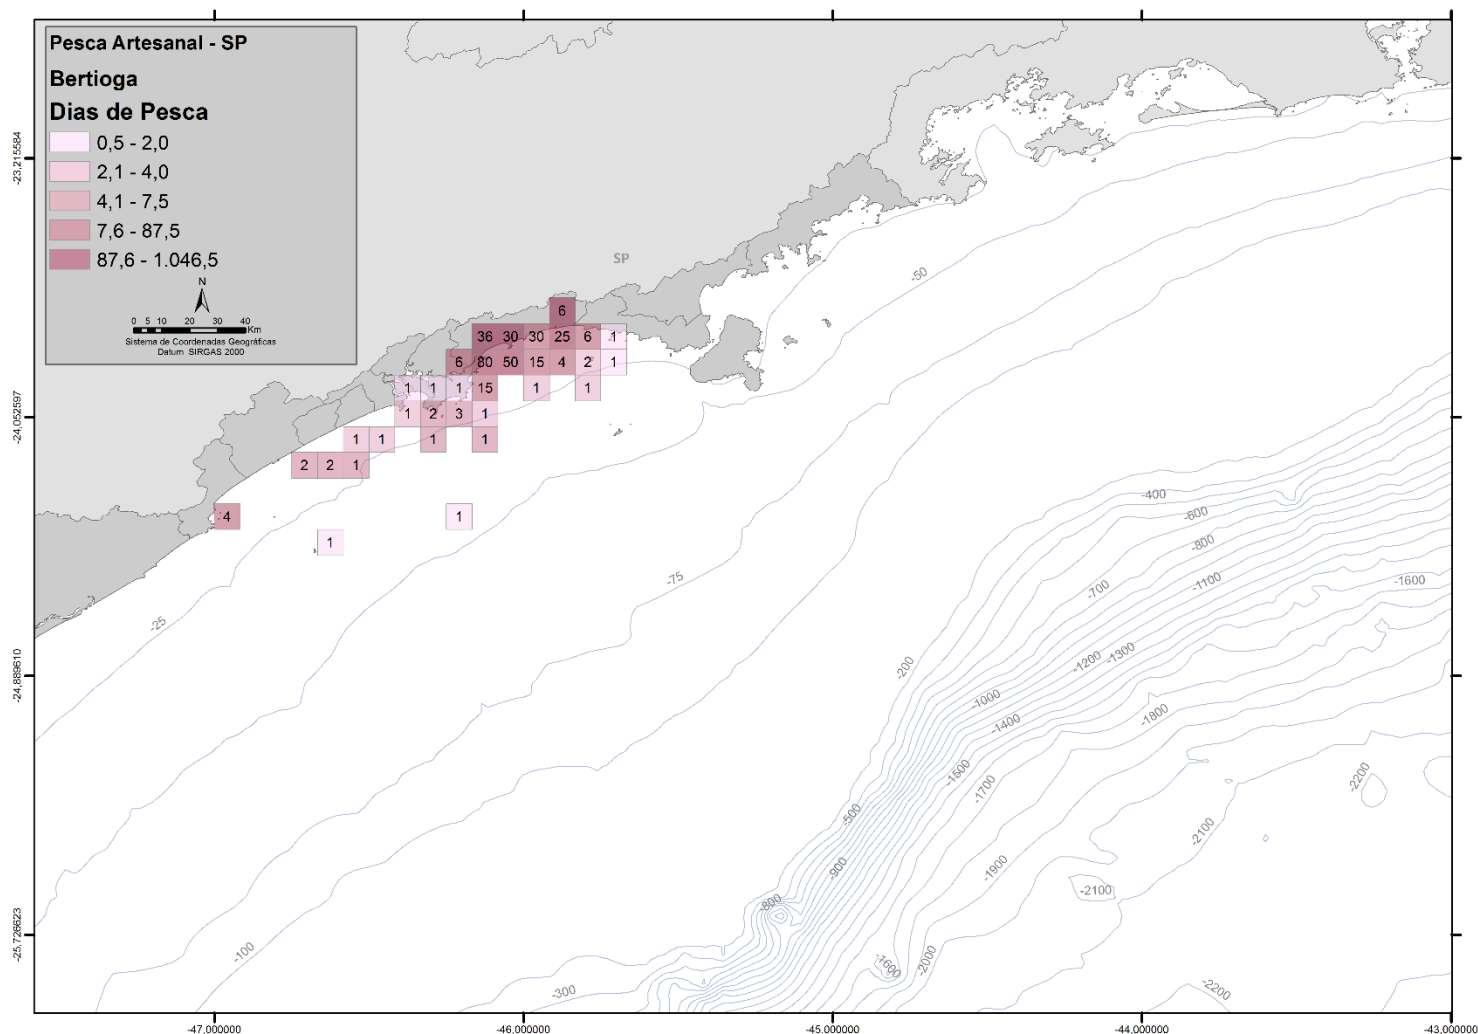 Pesca Artesanal - SP
Bertioga
Dias de Pesca
0,5 - 2,0
2,1 - 4,0
4,1 - 7,5
7,6 - 87,5
87,6 - 1.046,5
N
0 5 10 20 30 40
Km
Sistema de Coordenadas Geográficas
Datum SIRGAS 2000
SP
-23,215584
-24,052597
-24,889610
-25,726623
6
36 30 30 25 6 1
6 80 50 15 4 2 1
1 1 1 15 1 1
1 2 3 1
1 1 1 1
2 2 1
4 1
1
-50
-25
-75
-100
-200
-300
-400
-600
-800
-700
-1100
-1600
-1200
-1300
-1000
-1400
-1800
-1500
-1700
-500
-900
-800
-1900
-2100
-2200
-2100
-1600
-2000
-2200
-47,000000
-46,000000
-45,000000
-44,000000
-43,000000